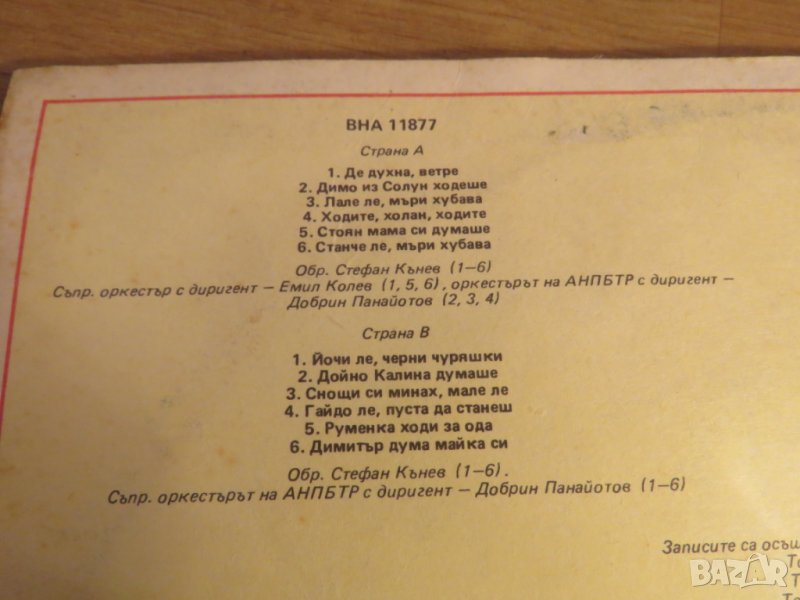 ВНА 11877
Страна А
1. Де духна, ветре
2. Димо из Солун ходеше
3. Лале ле, мъри хубава
4. Ходите, холан, ходите
5. Стоян мама си думаше
6. Станче ле, мъри хубава
Обр. Стефан Кънев (1–6)
Съпр. оркестър с диригент – Емил Колев (1, 5, 6), оркестърът на АНПБТР с диригент –
Добрин Панайотов (2, 3, 4)
Страна В
1. Йочи ле, черни чуряшки
2. Дойно Калина думаше
3. Снощи си минах, мале ле
4. Гайдо ле, пуста да станеш
5. Руменка ходи за ода
6. Димитър дума майка си
Обр. Стефан Кънев (1–6).
Съпр. оркестърът на АНПБТР с диригент – Добрин Панайотов (1–6)
Записите са осъщ
BAZAR